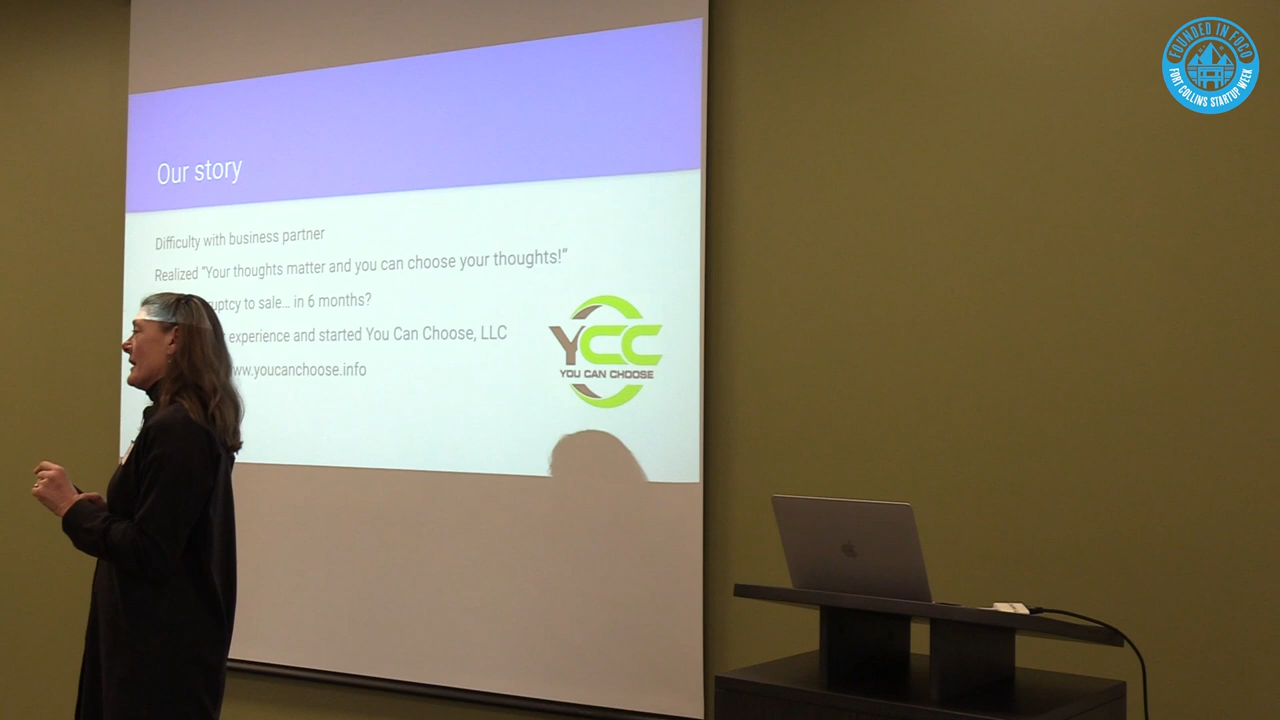 FOUNDED IN FOCO
FORT COLLINS STARTUP WEEK
Our story
Difficulty with business partner
Realized “Your thoughts matter and you can choose your thoughts!”
uptcy to sale... in 6 months?
experience and started You Can Choose, LLC
www.youcanchoose.info
YCC
YOU CAN CHOOSE